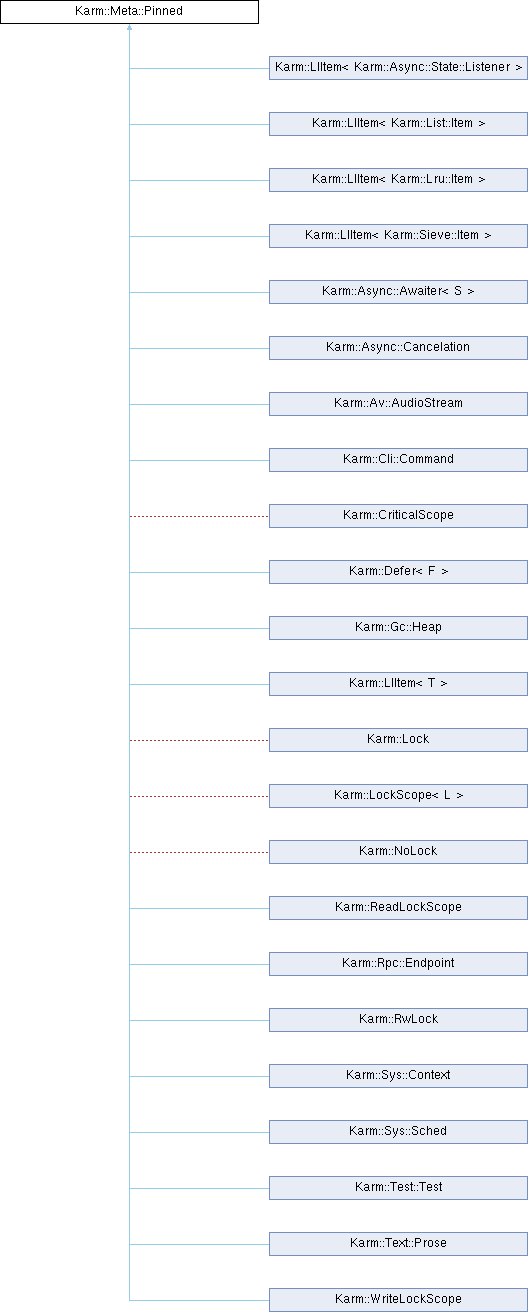 Karm::Meta::Pinned
Karm::LlItem< Karm::Async::State::Listener >
Karm::LlItem< Karm::List::Item >
Karm::LlItem< Karm::Lru::Item >
Karm::LlItem< Karm::Sieve::Item >
Karm::Async::Awaiter< S >
Karm::Async::Cancelation
Karm::Av::AudioStream
Karm::Cli::Command
Karm::CriticalScope
Karm::Defer< F >
Karm::Gc::Heap
Karm::LlItem< T >
Karm::Lock
Karm::LockScope< L >
Karm::NoLock
Karm::ReadLockScope
Karm::Rpc::Endpoint
Karm::RwLock
Karm::Sys::Context
Karm::Sys::Sched
Karm::Test::Test
Karm::Text::Prose
Karm::WriteLockScope